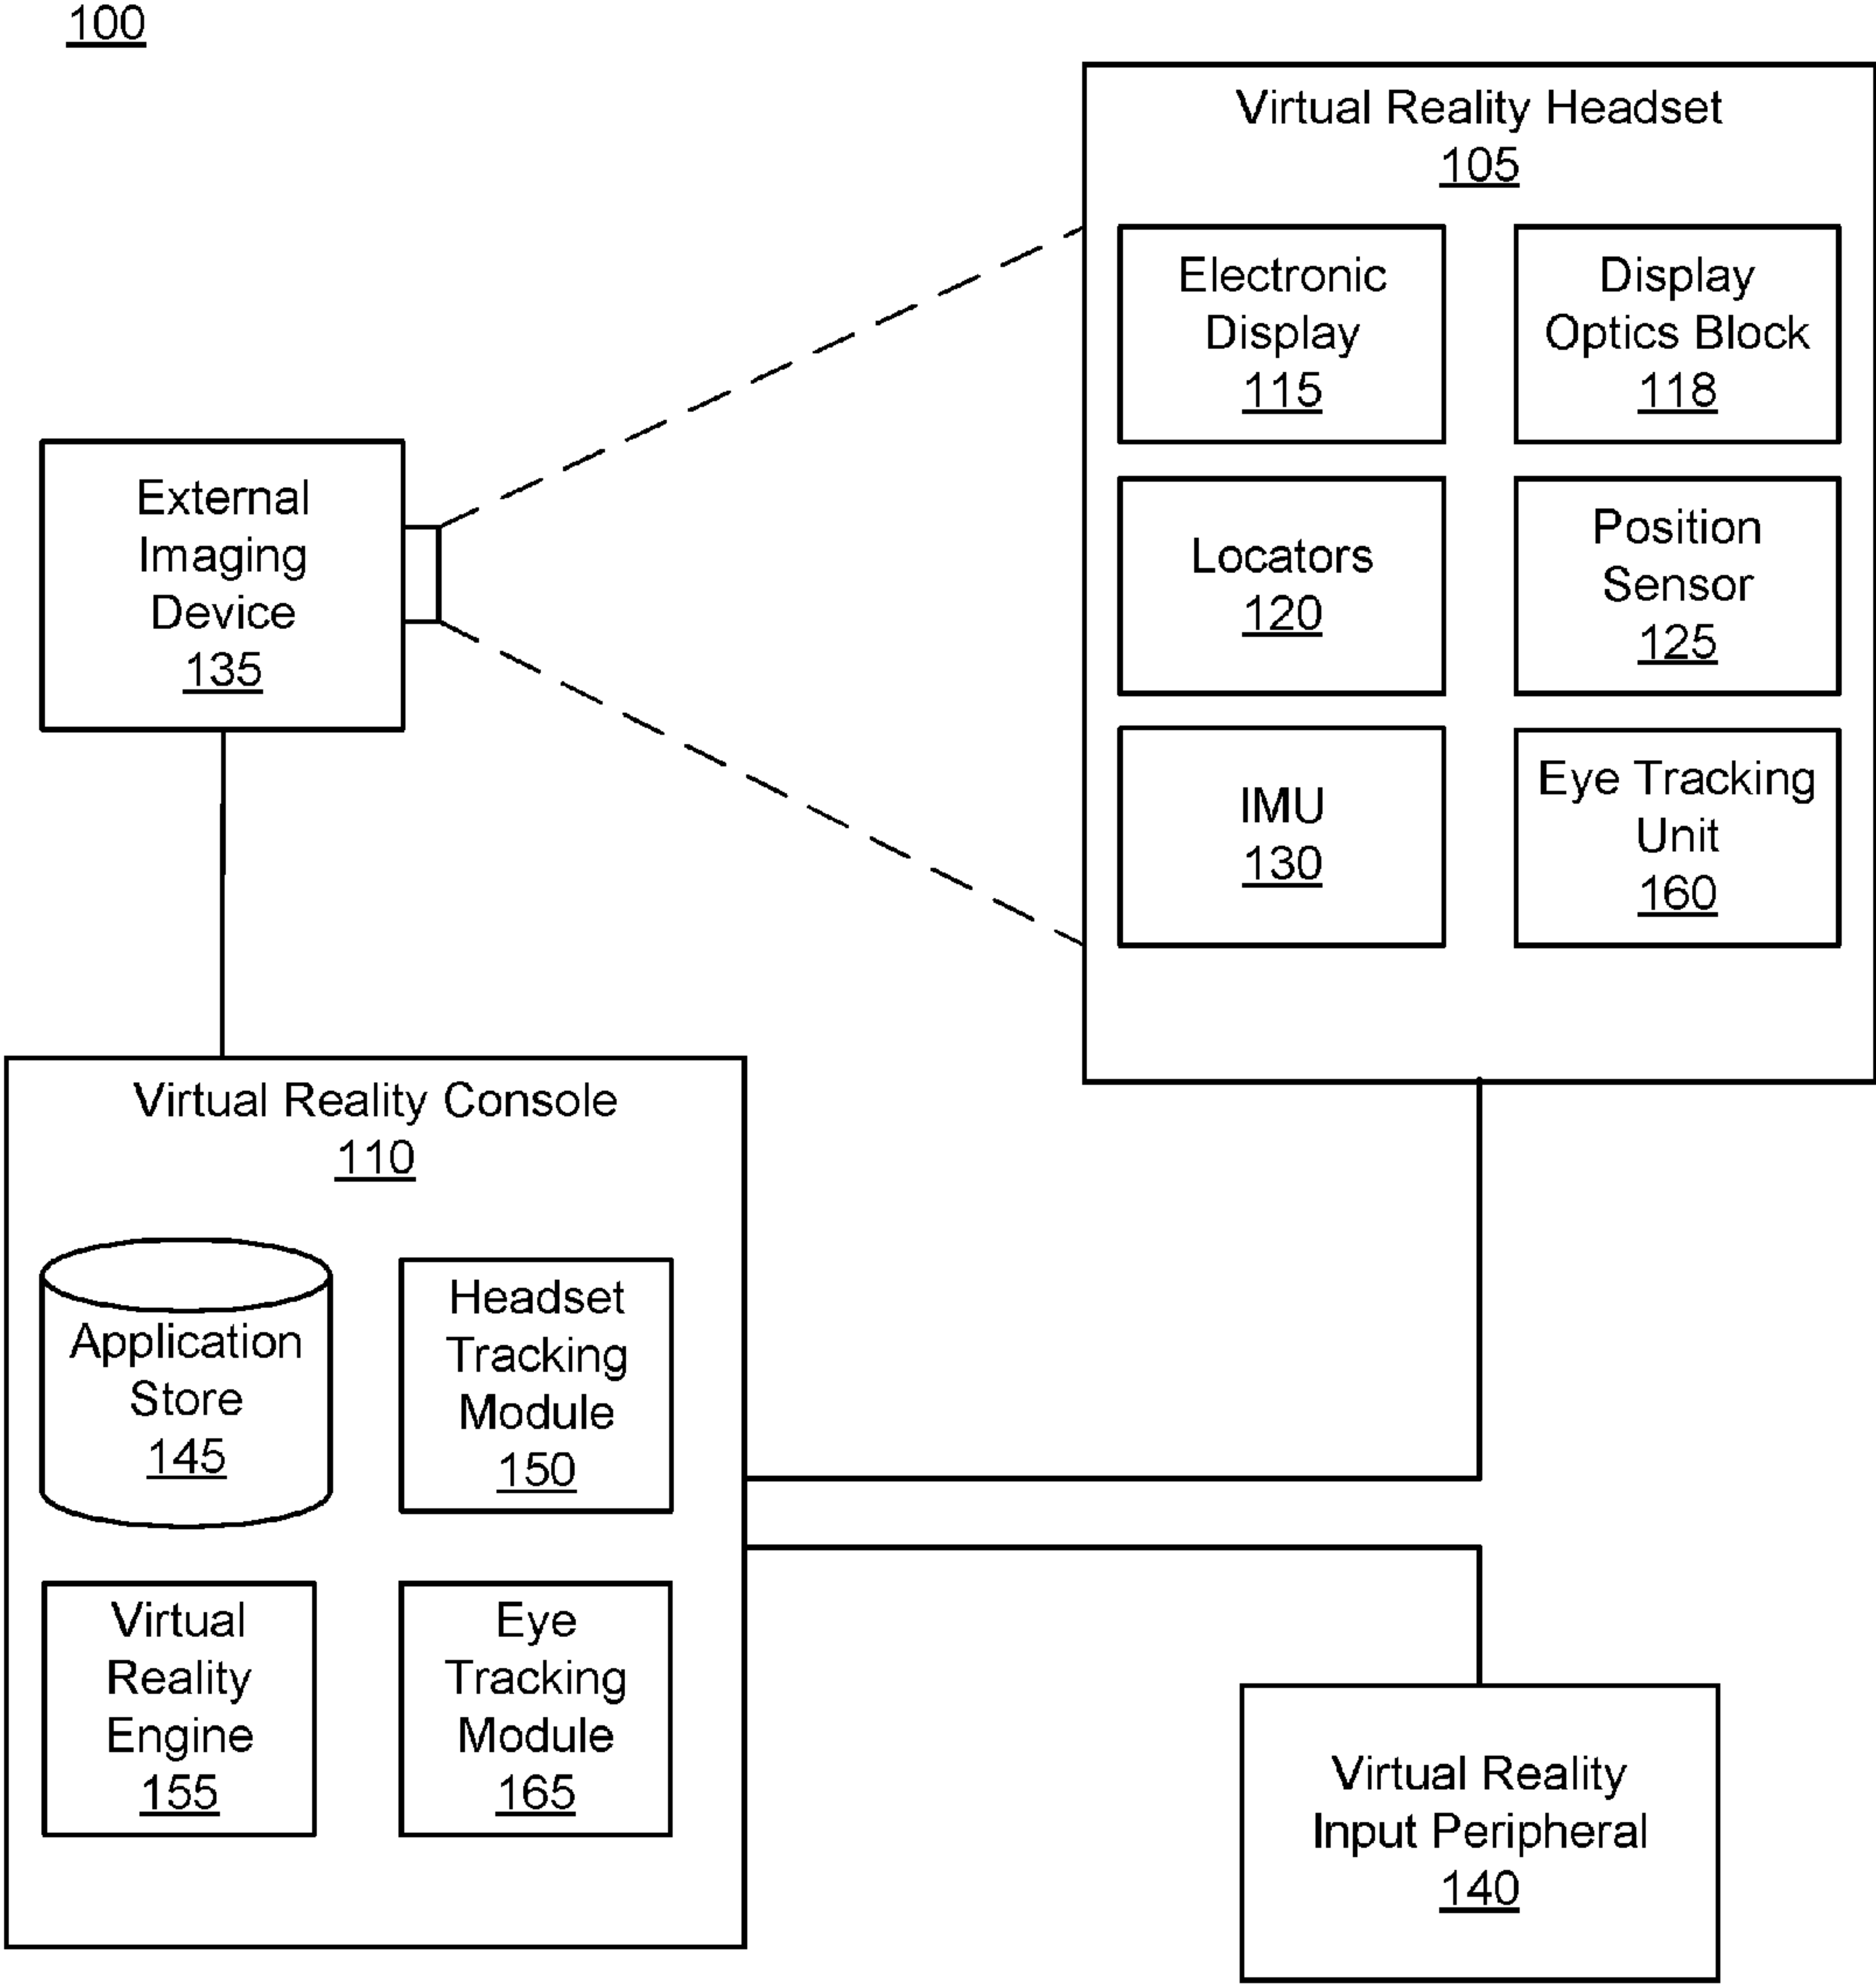 100
Virtual Reality Headset
105
Electronic
Display
115
Display
Optics Block
118
Locators
120
Position
Sensor
125
IMU
130
Eye Tracking
Unit
160
External
Imaging
Device
135
Virtual Reality Console
110
Application
Store
145
Headset
Tracking
Module
150
Virtual
Reality
Engine
155
Eye
Tracking
Module
165
Virtual Reality
Input Peripheral
140